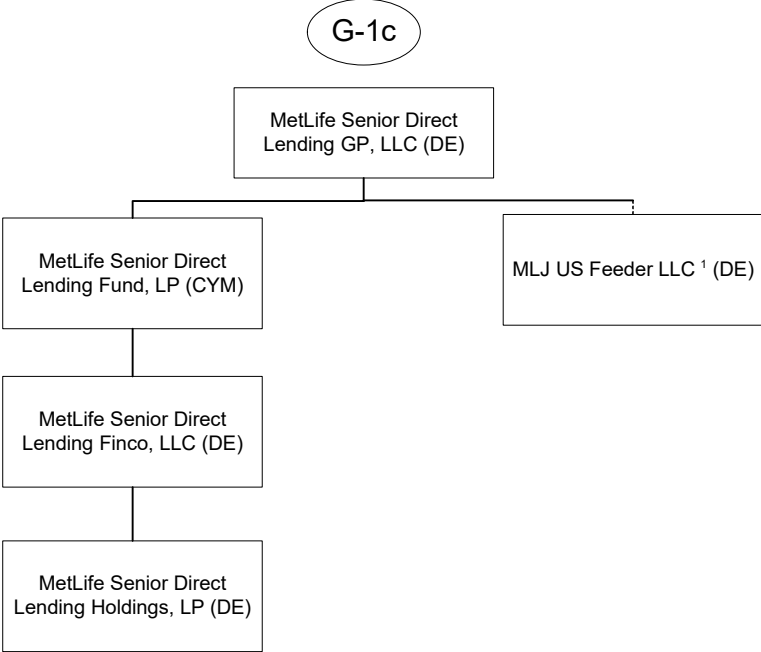 G-1c
MetLife Senior Direct
Lending GP, LLC (DE)
MetLife Senior Direct
Lending Fund, LP (CYM)
MLJ US Feeder LLC ¹ (DE)
MetLife Senior Direct
Lending Finco, LLC (DE)
MetLife Senior Direct
Lending Holdings, LP (DE)